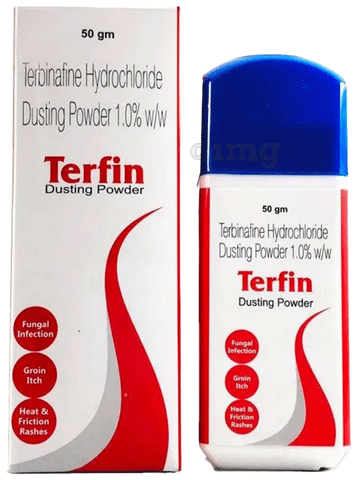 50 gm
Terbinafine Hydrochloride
Dusting Powder 1.0% w/w
Terfin
Dusting Powder
Fungal
Infection
Groin
Itch
Heat &
Friction
Rashes
50 gm
Terbinafine Hydrochloride
Dusting Powder 1.0% w/w
Terfin
Dusting Powder
Fungal
Infection
Groin
Itch
Heat &
Friction
Rashes